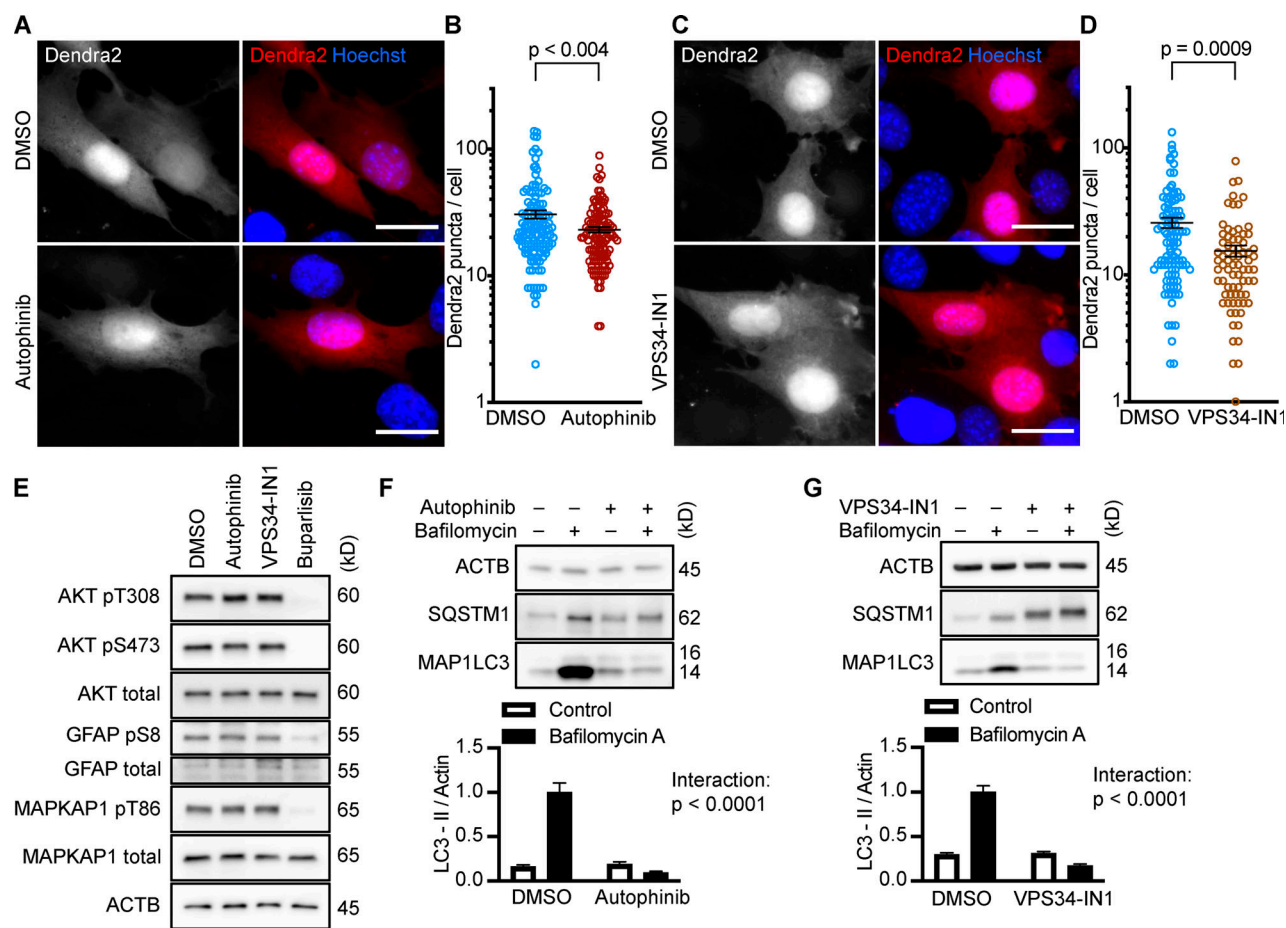 A
Dendra2
Dendra2 Hoechst
DMSO
Autophinib
B
p < 0.004
Dendra2 puncta / cell
100
10
1
DMSO
Autophinib
C
Dendra2
Dendra2 Hoechst
DMSO
VPS34-IN1
D
p = 0.0009
Dendra2 puncta / cell
100
10
1
DMSO
VPS34-IN1
E
DMSO
Autophinib
VPS34-IN1
Buparlisib
(kD)
AKT pT308
60
AKT pS473
60
AKT total
60
GFAP pS8
55
GFAP total
55
MAPKAP1 pT86
65
MAPKAP1 total
65
ACTB
45
F
Autophinib – – + +
Bafilomycin – + – +
(kD)
ACTB
45
SQSTM1
62
MAP1LC3
16
14
Control
Bafilomycin A
LC3 - II / Actin
1.5
1.0
0.5
0.0
DMSO
Autophinib
Interaction:
p < 0.0001
G
VPS34-IN1 – – + +
Bafilomycin – + – +
(kD)
ACTB
45
SQSTM1
62
MAP1LC3
16
14
Control
Bafilomycin A
LC3 - II / Actin
1.5
1.0
0.5
0.0
DMSO
VPS34-IN1
Interaction:
p < 0.0001